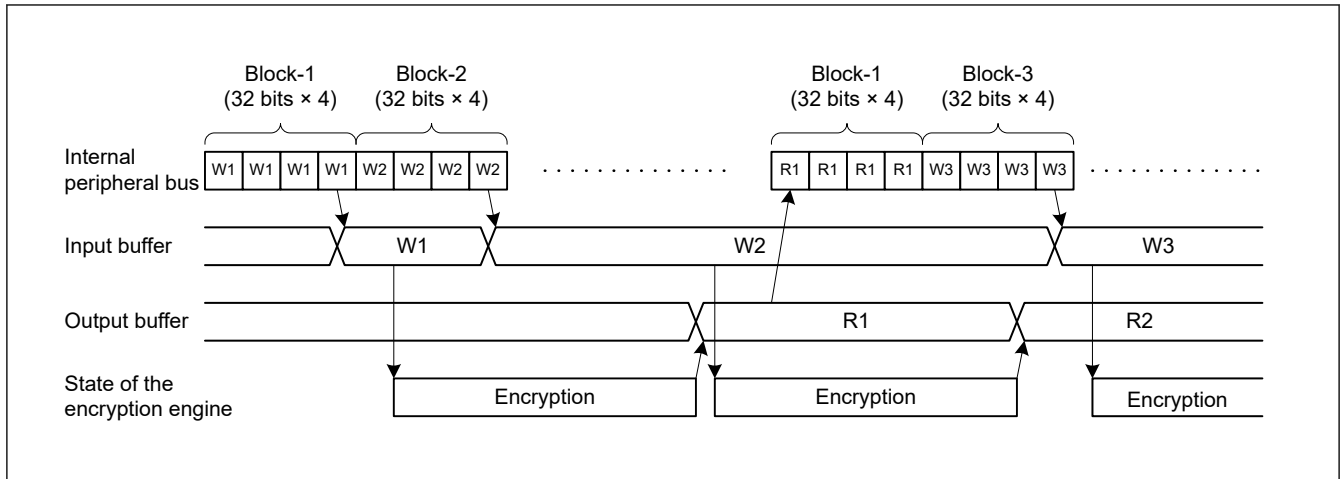 Block-1
(32 bits × 4)
Block-2
(32 bits × 4)
Block-1
(32 bits × 4)
Block-3
(32 bits × 4)
Internal
peripheral bus
W1 W1 W1 W1 W2 W2 W2 W2 . . . . . . . . . . . . . . R1 R1 R1 R1 W3 W3 W3 W3 . . . . . . . . . . . . .
Input buffer
W1 W2 W3
Output buffer
R1 R2
State of the
encryption engine
Encryption Encryption Encryption